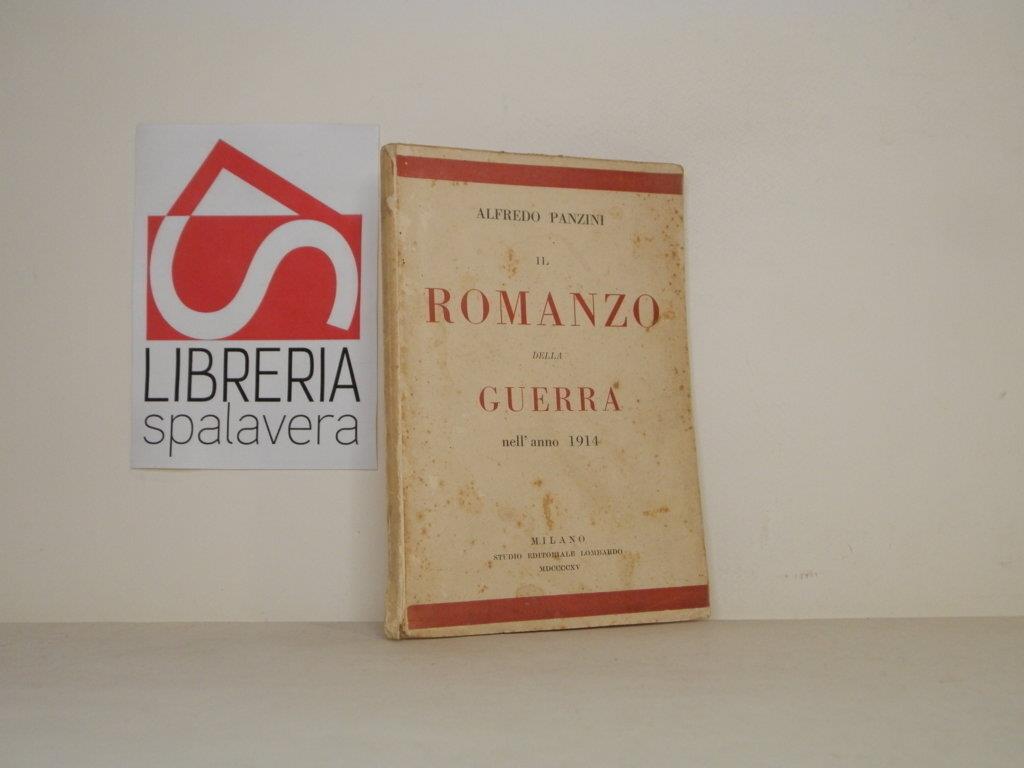 LIBRERIA
spalavera
ALFREDO PANZINI
IL
ROMANZO
DELLA
GUERRA
nell'anno 1914
MILANO
STUDIO EDITORIALE LOMBARDO
MDCCCCXV